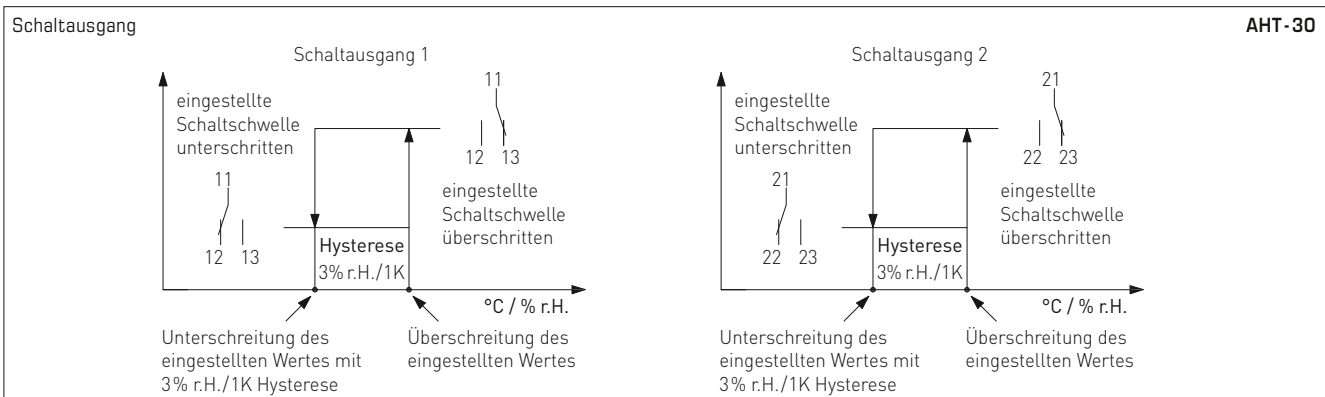 Schaltausgang
AHT-30
Schaltausgang 1
11
eingestellte
Schaltschwelle
unterschritten
12 13
11
eingestellte
Schaltschwelle
überschritten
12 13
Hysterese
3% r.H./1K
°C / % r.H.
Unterschreitung des
eingestellten Wertes mit
3% r.H./1K Hysterese
Überschreitung des
eingestellten Wertes
Schaltausgang 2
21
eingestellte
Schaltschwelle
unterschritten
22 23
21
eingestellte
Schaltschwelle
überschritten
22 23
Hysterese
3% r.H./1K
°C / % r.H.
Unterschreitung des
eingestellten Wertes mit
3% r.H./1K Hysterese
Überschreitung des
eingestellten Wertes